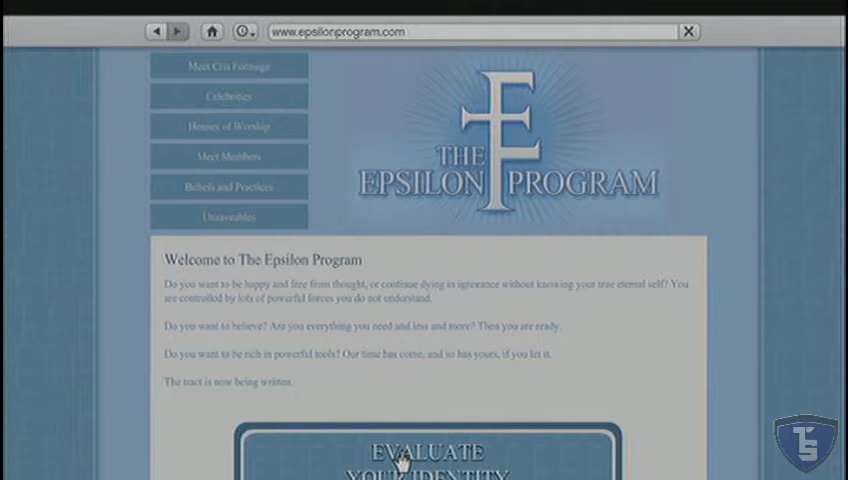 www.epsilonprogram.com
Meet Cris Formage
Celebrities
Houses of Worship
Meet Members
Beliefs and Practices
Unsaveables
THE
EPSILON PROGRAM
Welcome to The Epsilon Program
Do you want to be happy and free from thought, or continue dying in ignorance without knowing your true eternal self? You
are controlled by lots of powerful forces you do not understand.
Do you want to believe? Are you everything you need and less and more? Then you are ready.
Do you want to be rich in powerful tools? Our time has come, and so has yours, if you let it.
The tract is now being written.
EVALUATE
YOUR IDENTITY
TS